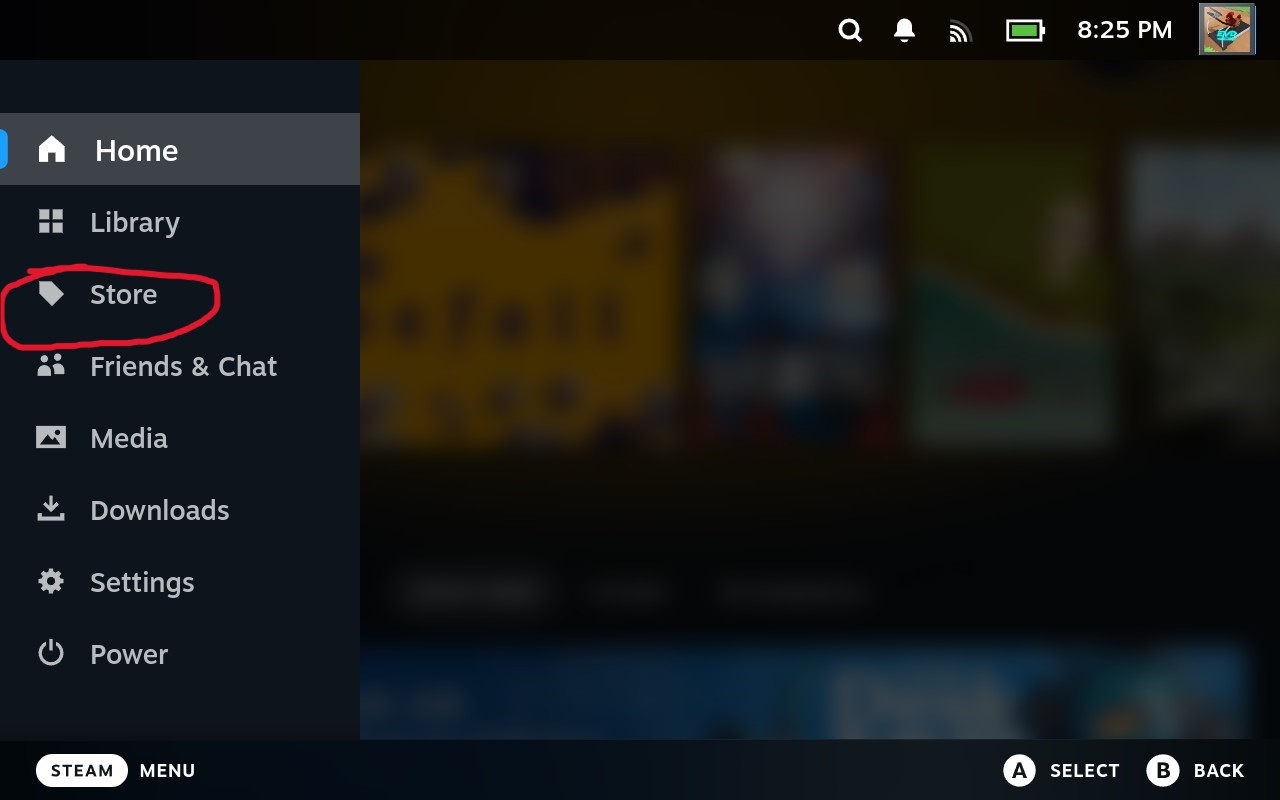 8:25 PM
Home
Library
Store
Friends & Chat
Media
Downloads
Settings
Power
STEAM MENU
A SELECT B BACK